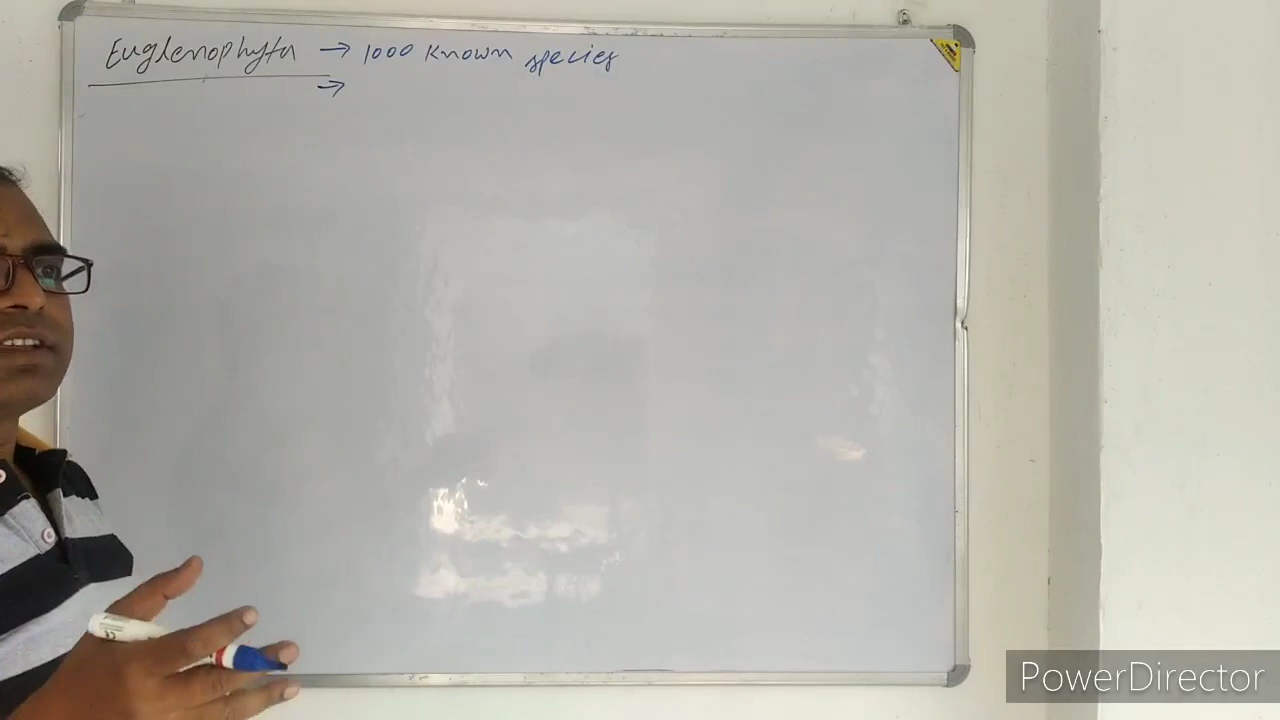 Euglenophyta → 1000 Known species
→
PowerDirector